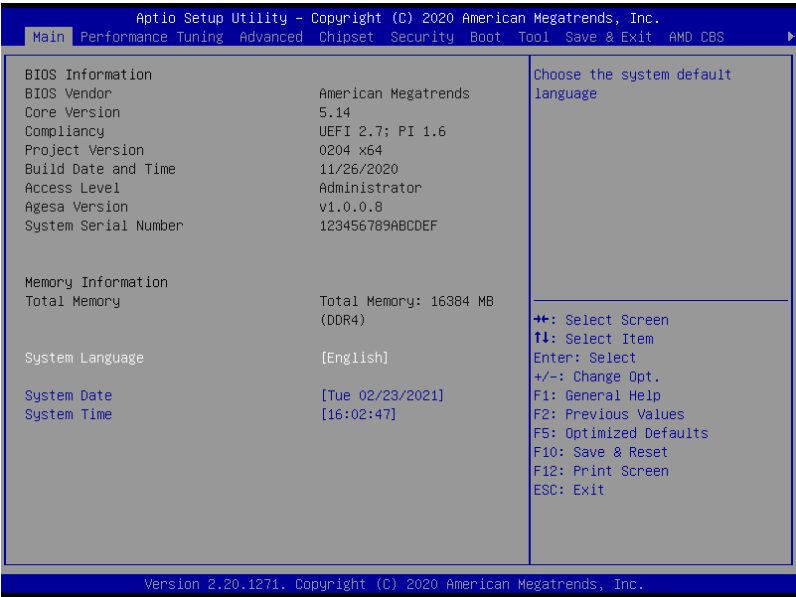 Aptio Setup Utility – Copyright (C) 2020 American Megatrends, Inc.
Main Performance Tuning Advanced Chipset Security Boot Tool Save & Exit AMD CBS
BIOS Information
BIOS Vendor American Megatrends
Core Version 5.14
Compliancy UEFI 2.7; PI 1.6
Project Version 0204 x64
Build Date and Time 11/26/2020
Access Level Administrator
Agesa Version v1.0.0.8
System Serial Number 123456789ABCDEF
Memory Information
Total Memory Total Memory: 16384 MB
(DDR4)
System Language [English]
System Date [Tue 02/23/2021]
System Time [16:02:47]
Choose the system default
language
→←: Select Screen
↑↓: Select Item
Enter: Select
+/-: Change Opt.
F1: General Help
F2: Previous Values
F5: Optimized Defaults
F10: Save & Reset
F12: Print Screen
ESC: Exit
Version 2.20.1271. Copyright (C) 2020 American Megatrends, Inc.